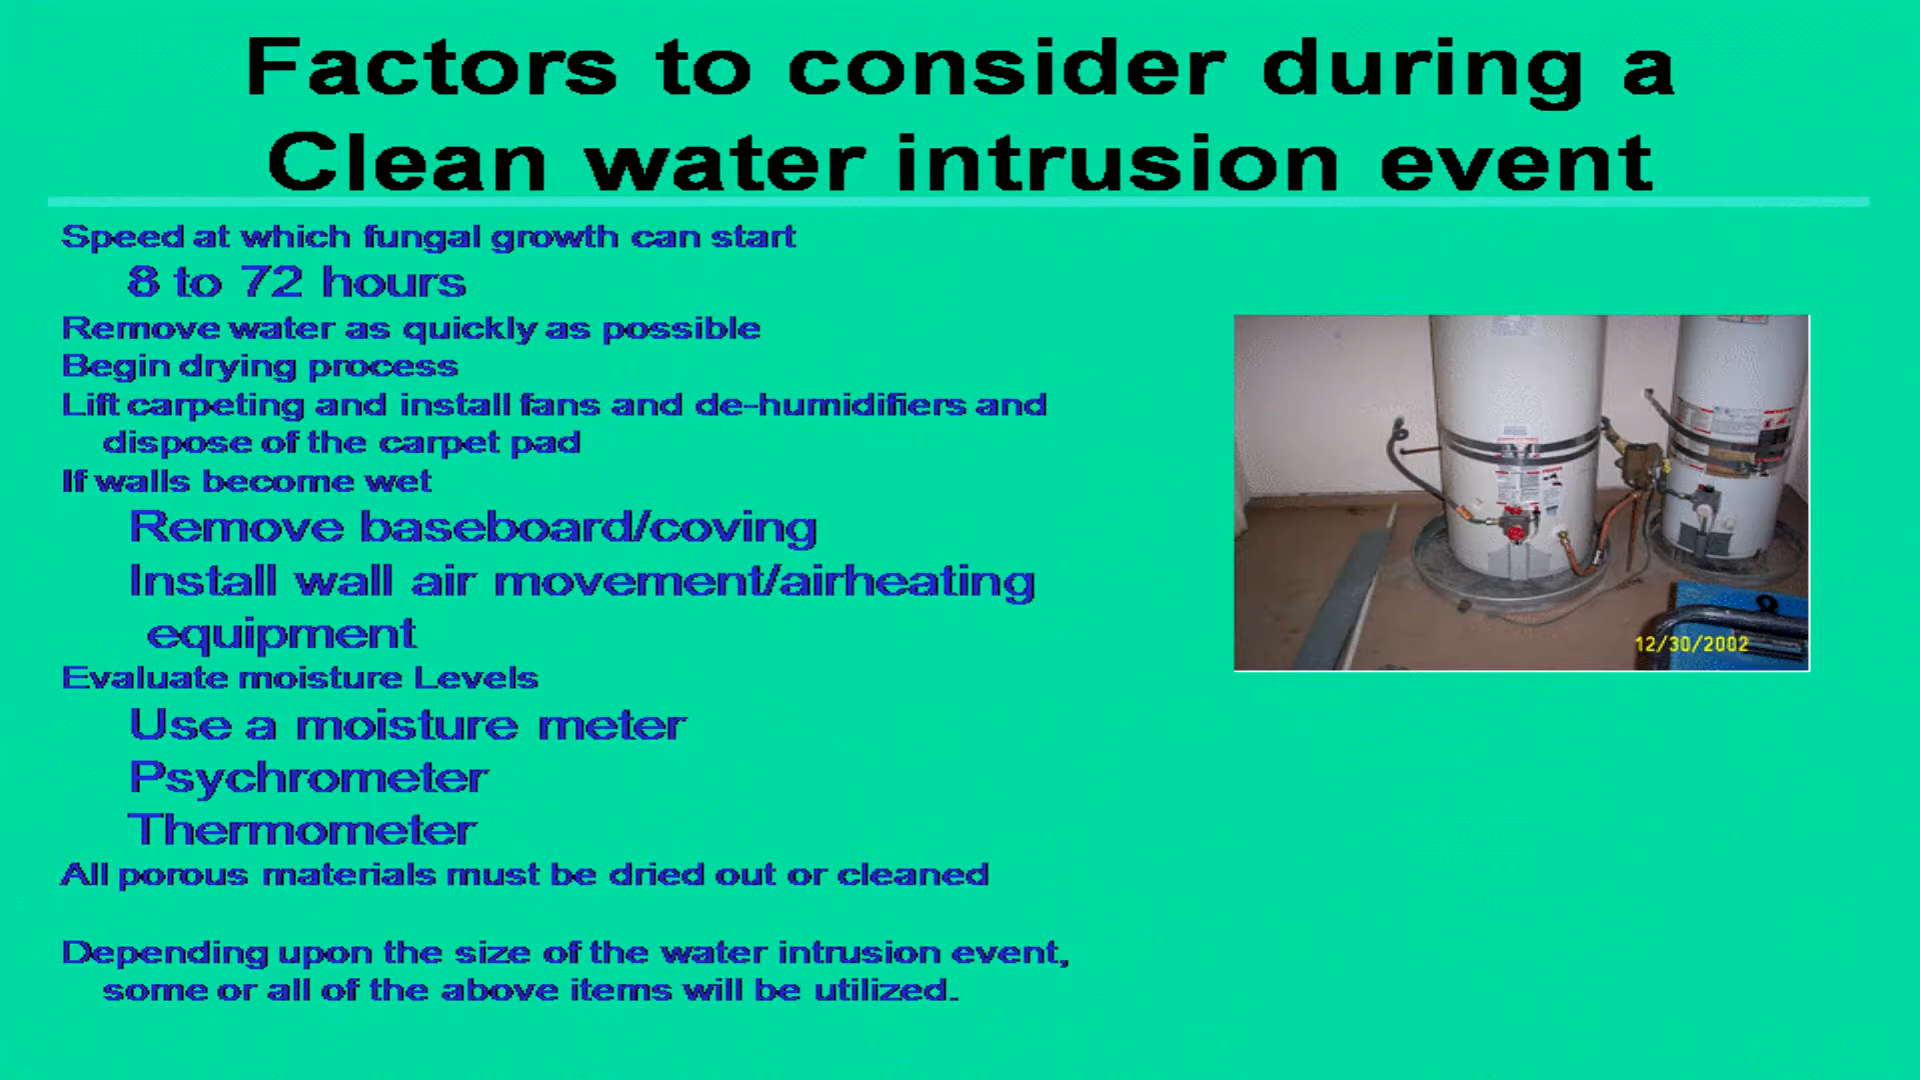 Factors to consider during a
Clean water intrusion event
Speed at which fungal growth can start
8 to 72 hours
Remove water as quickly as possible
Begin drying process
Lift carpeting and install fans and de-humidifiers and
dispose of the carpet pad
If walls become wet
Remove baseboard/coving
Install wall air movement/airheating
equipment
Evaluate moisture Levels
Use a moisture meter
Psychrometer
Thermometer
All porous materials must be dried out or cleaned
Depending upon the size of the water intrusion event,
some or all of the above items will be utilized.
12/30/2002